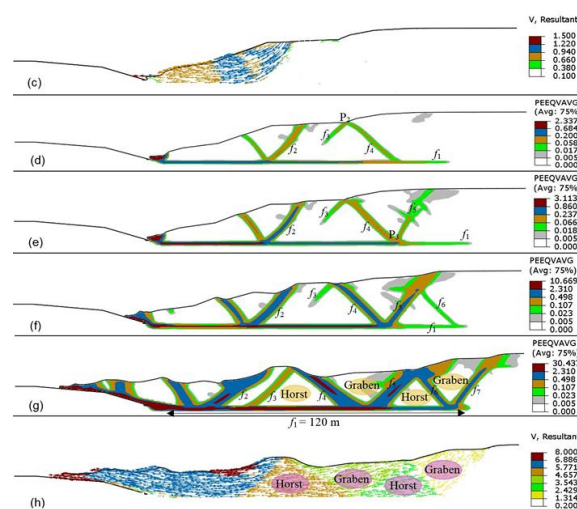 V, Resultant
1.500
1.220
0.940
0.660
0.380
0.100
(c)
PEEQVAVG
(Avg: 75%)
2.337
0.684
0.200
0.058
0.017
0.005
0.000
P2
f3
f2
f4
f1
(d)
PEEQVAVG
(Avg: 75%)
3.113
0.860
0.237
0.066
0.018
0.005
0.000
f5
f3
f2
f4
P3
f1
(e)
PEEQVAVG
(Avg: 75%)
10.669
2.310
0.498
0.107
0.023
0.005
0.000
f3
f2
f4
f6
f1
(f)
PEEQVAVG
(Avg: 75%)
30.437
2.310
0.498
0.107
0.023
0.005
0.000
Graben
Graben
f2
f3
Horst
f4
Horst
f7
(g)
f1 = 120 m
V, Resultant
8.000
6.886
5.771
4.657
3.543
2.429
1.314
0.200
Graben
Graben
Horst
Horst
(h)